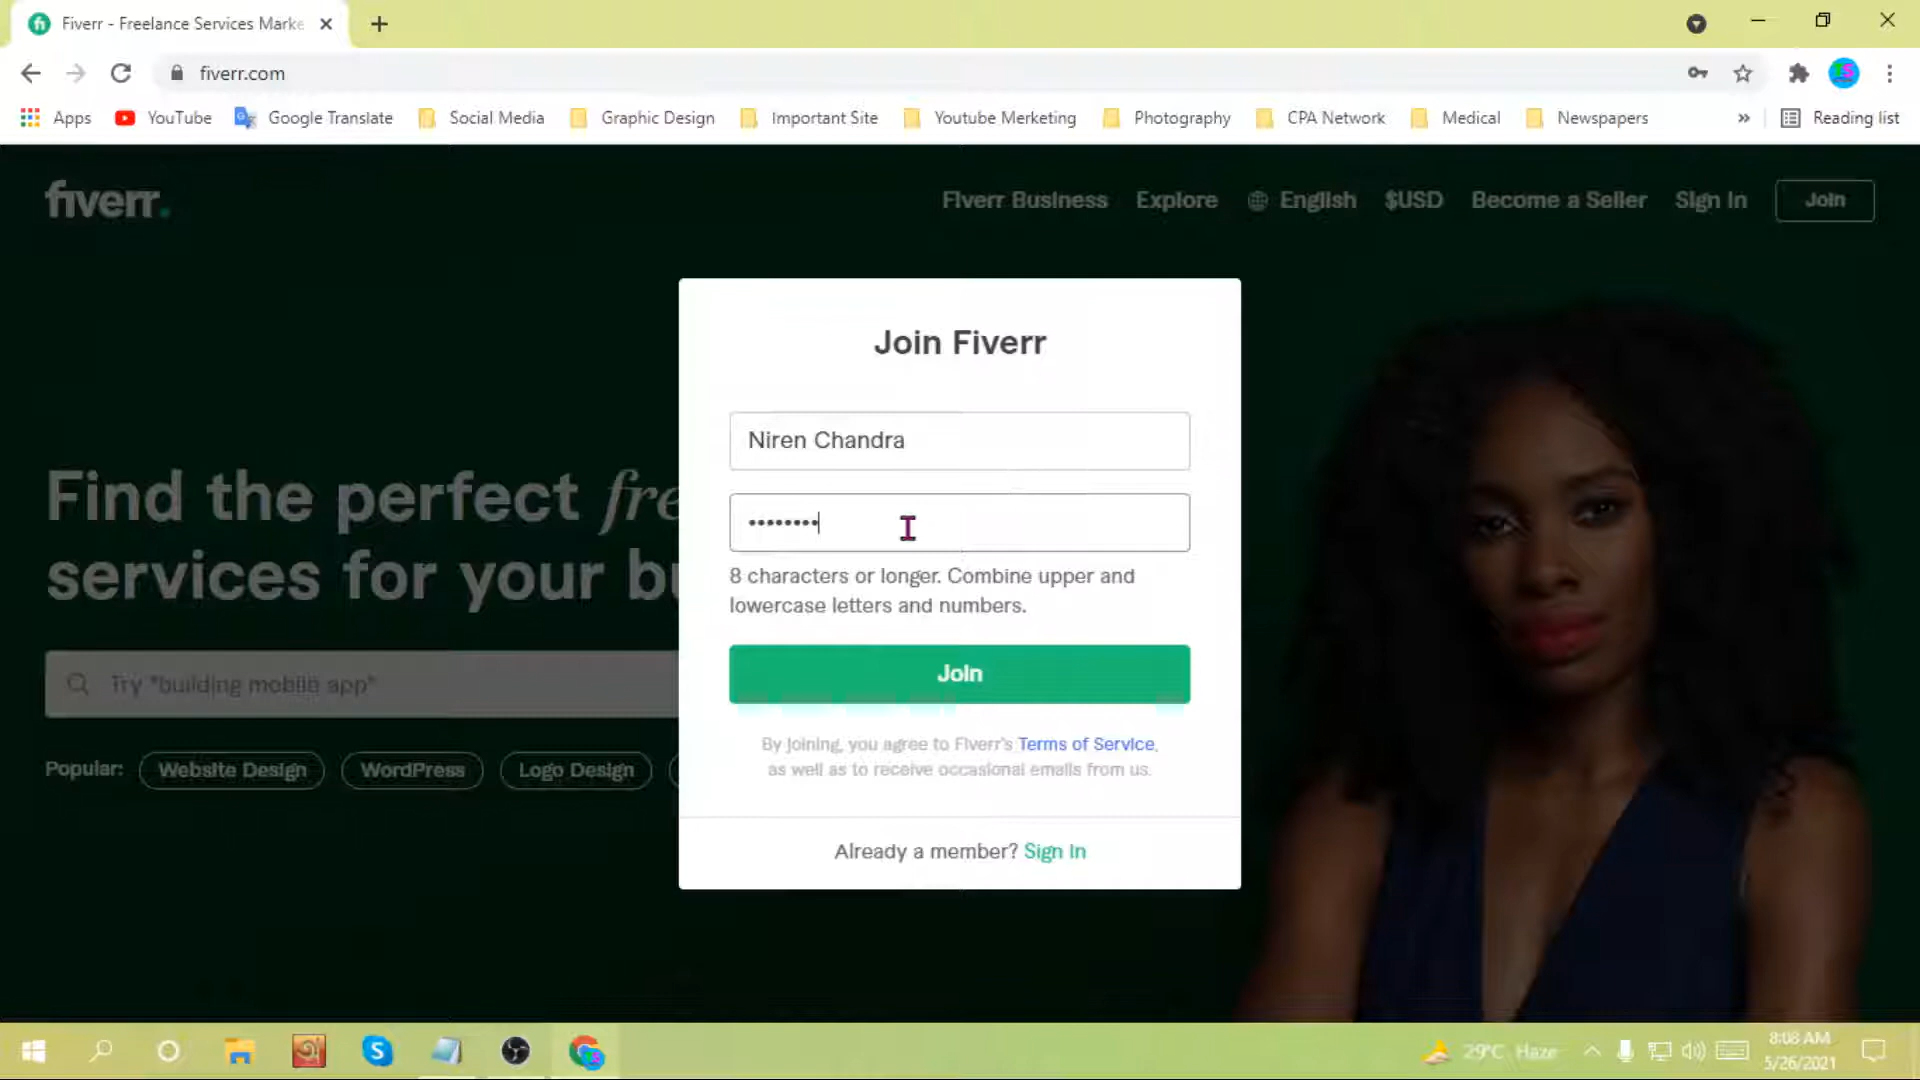 Fiverr - Freelance Services Marke
fiverr.com
Apps
YouTube
Google Translate
Social Media
Graphic Design
Important Site
Youtube Merketing
Photography
CPA Network
Medical
Newspapers
»
Reading list
fiverr.
Fiverr Business
Explore
English
$USD
Become a Seller
Sign In
Join
Join Fiverr
Niren Chandra
••••••••
8 characters or longer. Combine upper and
lowercase letters and numbers.
Join
By joining, you agree to Fiverr's Terms of Service,
as well as to receive occasional emails from us.
Already a member? Sign In
Find the perfect fre
services for your bu
Try "building mobile app"
Popular:
Website Design
WordPress
Logo Design
29°C Haze
8:08 AM
5/26/2021